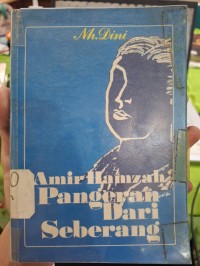 Nh. Dini
Amir Hamzah
Pangeran
Dari
Seberang